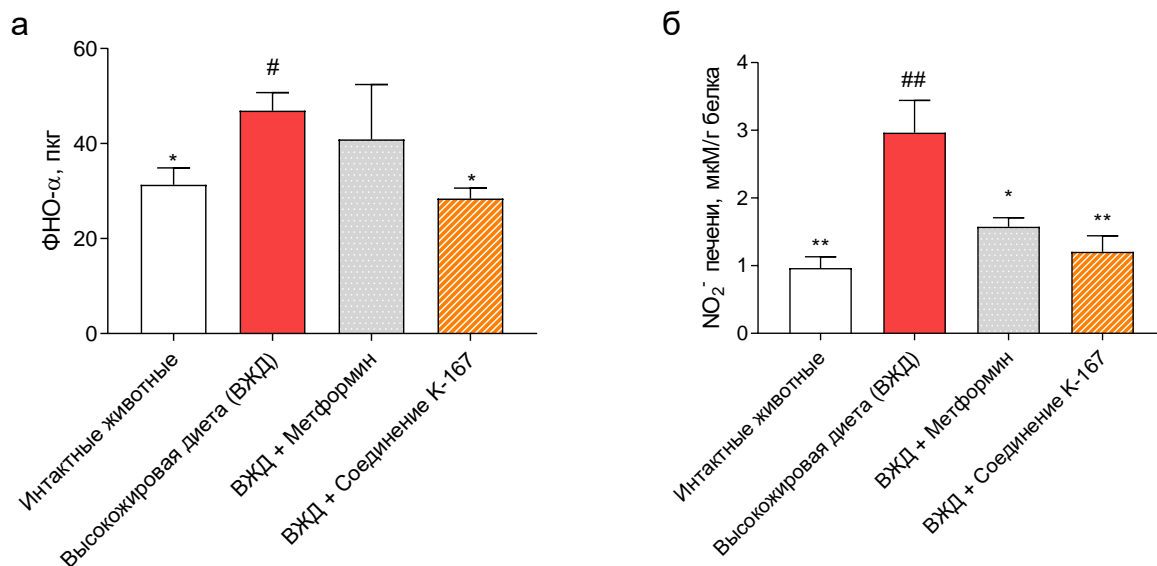 а
ФНО-α, пкг
60
40
20
0
*
#
*
Интактные животные
Высокожировая диета (ВЖД)
ВЖД + Метформин
ВЖД + Соединение К-167
б
NO₂⁻ печени, мкМ/г белка
4
3
2
1
0
**
##
*
**
Интактные животные
Высокожировая диета (ВЖД)
ВЖД + Метформин
ВЖД + Соединение К-167